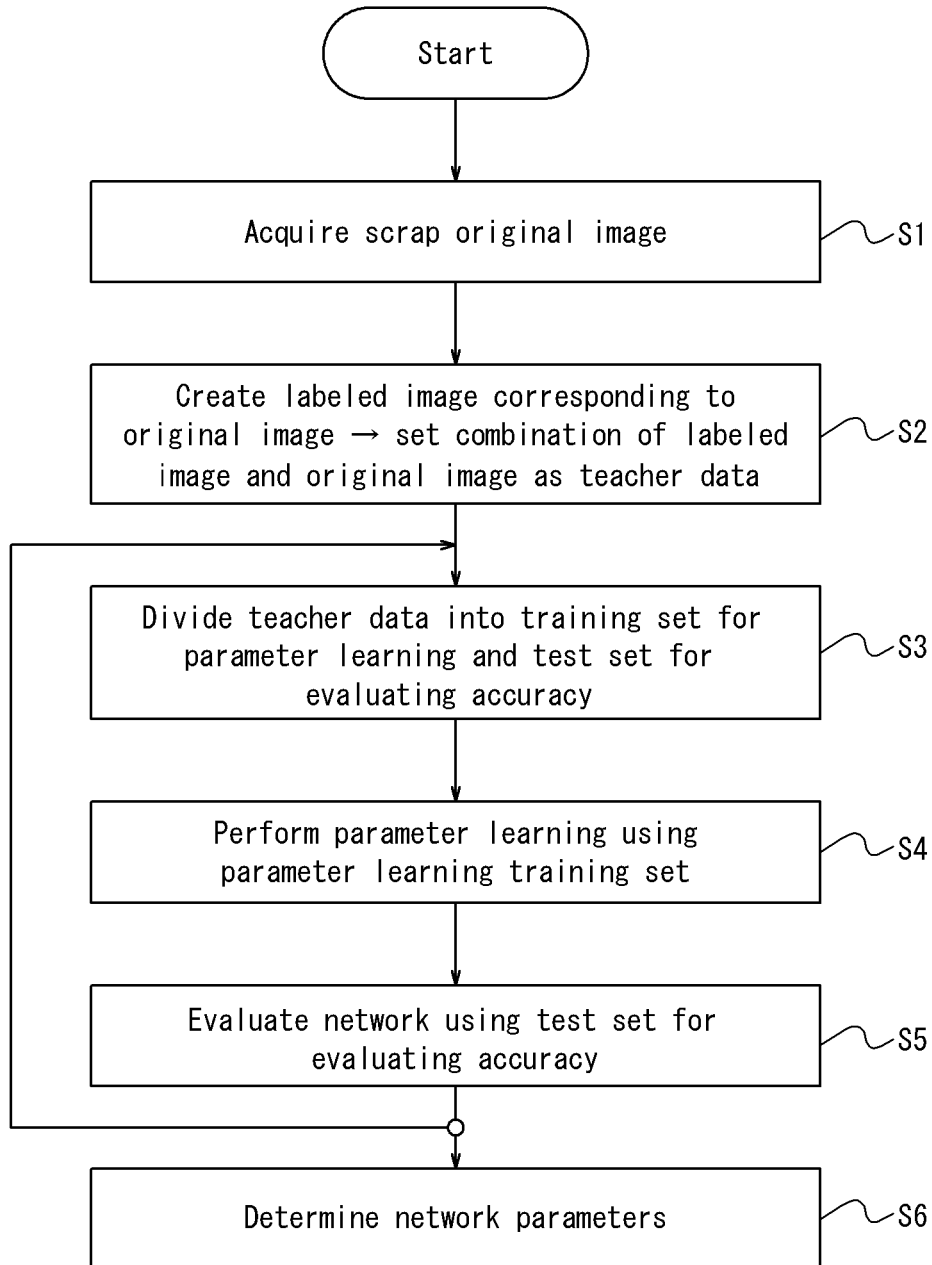 Start
Acquire scrap original image
S1
Create labeled image corresponding to
original image → set combination of labeled
image and original image as teacher data
S2
Divide teacher data into training set for
parameter learning and test set for
evaluating accuracy
S3
Perform parameter learning using
parameter learning training set
S4
Evaluate network using test set for
evaluating accuracy
S5
Determine network parameters
S6